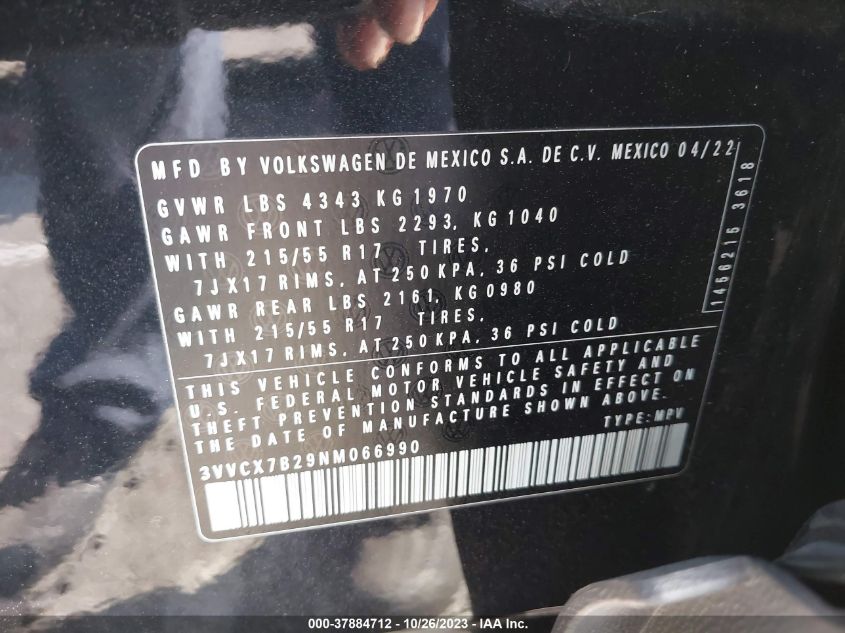 MFD BY VOLKSWAGEN DE MEXICO S.A. DE C.V. MEXICO 04/22
GVWR LBS 4343 KG 1970
GAWR FRONT LBS 2293, KG 1040
WITH 215/55 R17 TIRES,
7JX17 RIMS, AT 250 KPA, 36 PSI COLD
GAWR REAR LBS 2161, KG 0980
WITH 215/55 R17 TIRES,
7JX17 RIMS, AT 250 KPA, 36 PSI COLD
1466215 3618
THIS VEHICLE CONFORMS TO ALL APPLICABLE
U.S. FEDERAL MOTOR VEHICLE SAFETY AND
THEFT PREVENTION STANDARDS IN EFFECT ON
THE DATE OF MANUFACTURE SHOWN ABOVE.
TYPE: MPV
3VVCX7B29NM066990
000-37884712 - 10/26/2023 - IAA Inc.